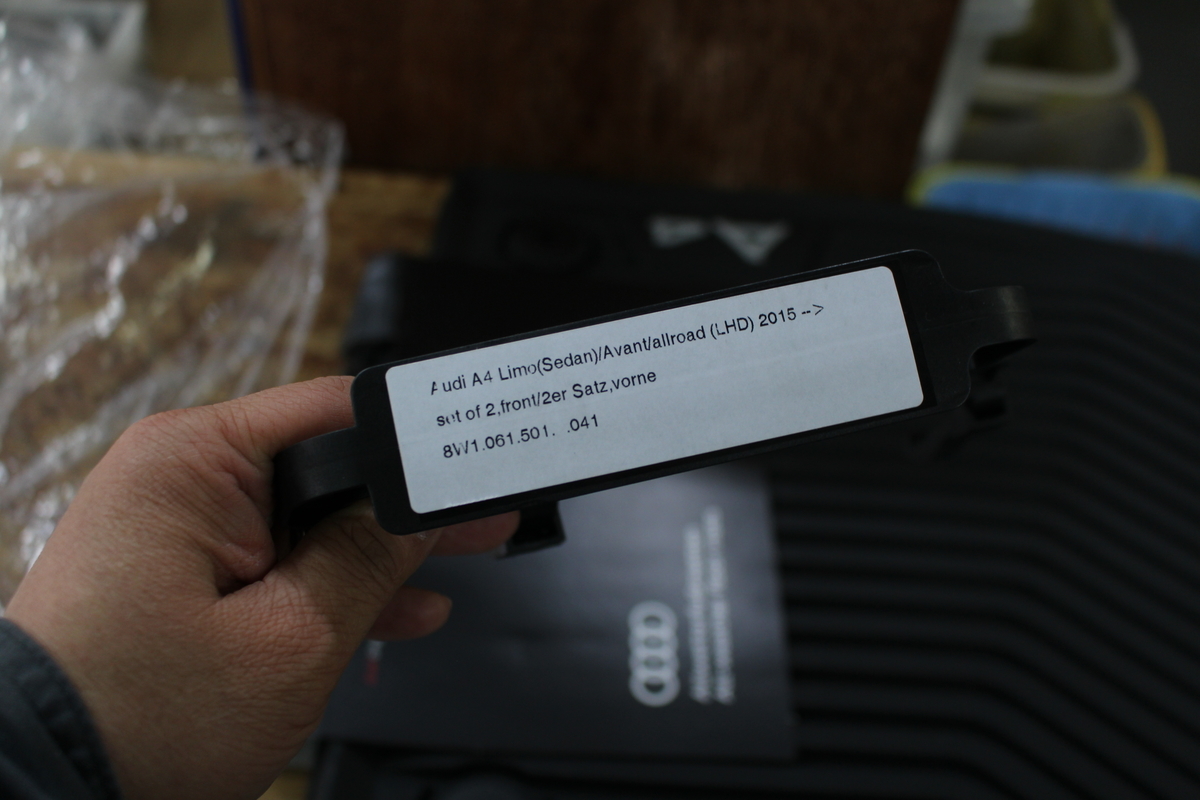 Audi A4 Limo(Sedan)/Avant/allroad (LHD) 2015 -->
set of 2,front/2er Satz,vorne
8W1.061.501. .041